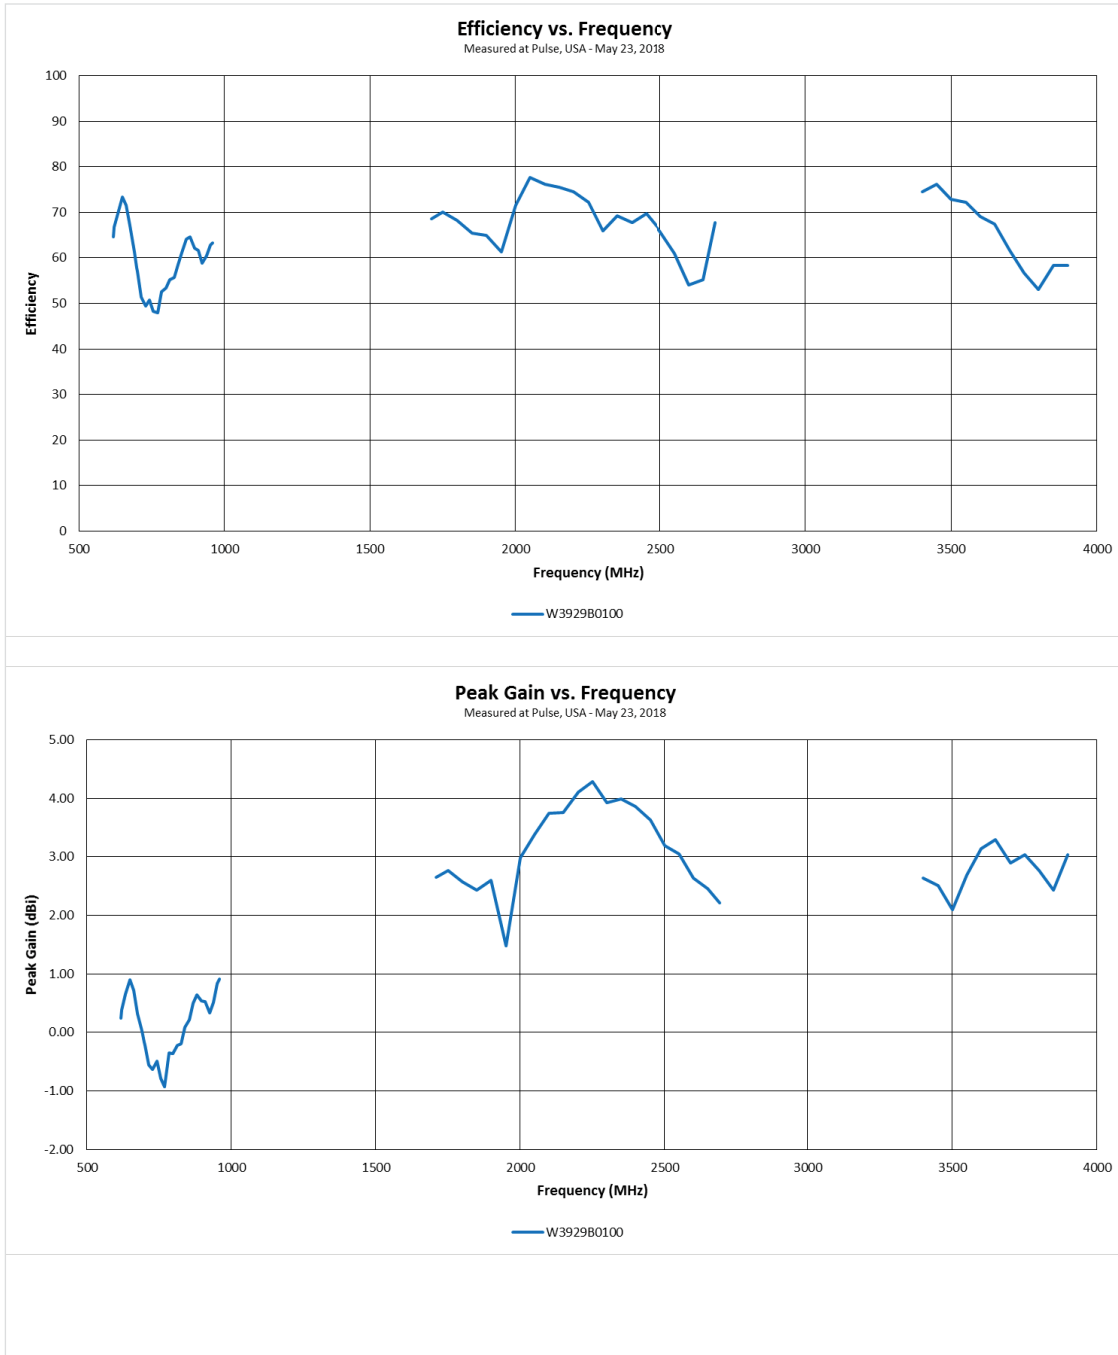 Efficiency vs. Frequency
Measured at Pulse, USA - May 23, 2018
100
90
80
70
60
50
40
30
20
10
0
Efficiency
500 1000 1500 2000 2500 3000 3500 4000
Frequency (MHz)
W3929B0100
Peak Gain vs. Frequency
Measured at Pulse, USA - May 23, 2018
5.00
4.00
3.00
2.00
1.00
0.00
-1.00
-2.00
Peak Gain (dBi)
500 1000 1500 2000 2500 3000 3500 4000
Frequency (MHz)
W3929B0100